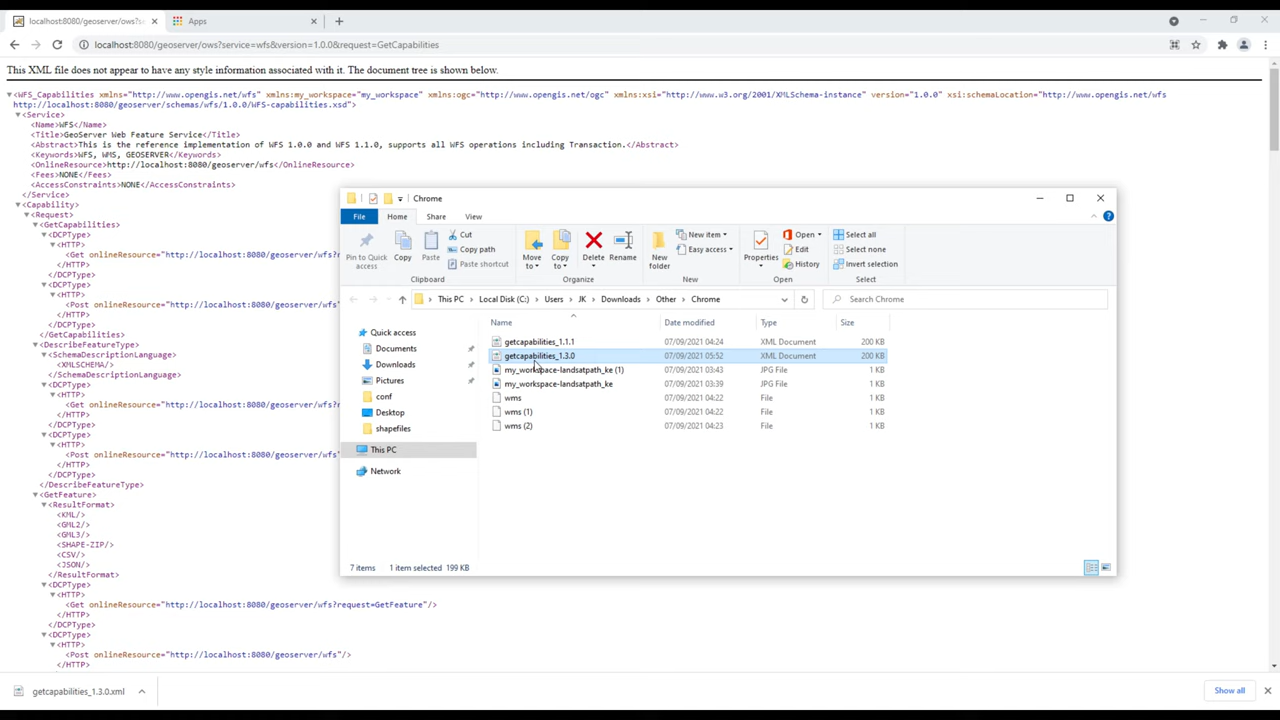 localhost:8080/geoserver/ows?se
Apps
localhost:8080/geoserver/ows?service=wfs&version=1.0.0&request=GetCapabilities
This XML file does not appear to have any style information associated with it. The document tree is shown below.
<WFS_Capabilities xmlns="http://www.opengis.net/wfs" xmlns:my_workspace="my_workspace" xmlns:ogc="http://www.opengis.net/ogc" xmlns:xsi="http://www.w3.org/2001/XMLSchema-instance" version="1.0.0" xsi:schemaLocation="http://www.opengis.net/wfs
http://localhost:8080/geoserver/schemas/wfs/1.0.0/WFS-capabilities.xsd">
<Service>
<Name>WFS</Name>
<Title>GeoServer Web Feature Service</Title>
<Abstract>This is the reference implementation of WFS 1.0.0 and WFS 1.1.0, supports all WFS operations including Transaction.</Abstract>
<Keywords>WFS, WMS, GEOSERVER</Keywords>
<OnlineResource>http://localhost:8080/geoserver/wfs</OnlineResource>
<Fees>NONE</Fees>
<AccessConstraints>NONE</AccessConstraints>
</Service>
<Capability>
<Request>
<GetCapabilities>
<DCPType>
<HTTP>
<Get onlineResource="http://localhost:8080/geoserver/wfs?
</HTTP>
</DCPType>
<DCPType>
<HTTP>
<Post onlineResource="http://localhost:8080/geoserver/wfs
</HTTP>
</DCPType>
</GetCapabilities>
<DescribeFeatureType>
<SchemaDescriptionLanguage>
<XMLSCHEMA/>
</SchemaDescriptionLanguage>
<DCPType>
<HTTP>
<Get onlineResource="http://localhost:8080/geoserver/wfs?
</HTTP>
</DCPType>
<DCPType>
<HTTP>
<Post onlineResource="http://localhost:8080/geoserver/wfs
</HTTP>
</DCPType>
</DescribeFeatureType>
<GetFeature>
<ResultFormat>
<KML/>
<GML2/>
<GML3/>
<SHAPE-ZIP/>
<CSV/>
<JSON/>
</ResultFormat>
<DCPType>
<HTTP>
<Get onlineResource="http://localhost:8080/geoserver/wfs?request=GetFeature"/>
</HTTP>
</DCPType>
<DCPType>
<HTTP>
<Post onlineResource="http://localhost:8080/geoserver/wfs"/>
</HTTP>
Chrome
File Home Share View
Pin to Quick access
Copy
Paste
Cut
Copy path
Paste shortcut
Clipboard
Move to
Copy to
Delete
Rename
Organize
New folder
New item
Easy access
New
Properties
Open
Edit
History
Open
Select all
Select none
Invert selection
Select
This PC Local Disk (C:) Users JK Downloads Other Chrome
Search Chrome
Quick access
Documents
Downloads
Pictures
conf
Desktop
shapefiles
This PC
Network
Name Date modified Type Size
getcapabilities_1.1.1 07/09/2021 04:24 XML Document 200 KB
getcapabilities_1.3.0 07/09/2021 05:52 XML Document 200 KB
my_workspace-landsatpath_ke (1) 07/09/2021 03:43 JPG File 1 KB
my_workspace-landsatpath_ke 07/09/2021 03:39 JPG File 1 KB
wms 07/09/2021 04:22 File 1 KB
wms (1) 07/09/2021 04:22 File 1 KB
wms (2) 07/09/2021 04:23 File 1 KB
7 items 1 item selected 199 KB
getcapabilities_1.3.0.xml
Show all